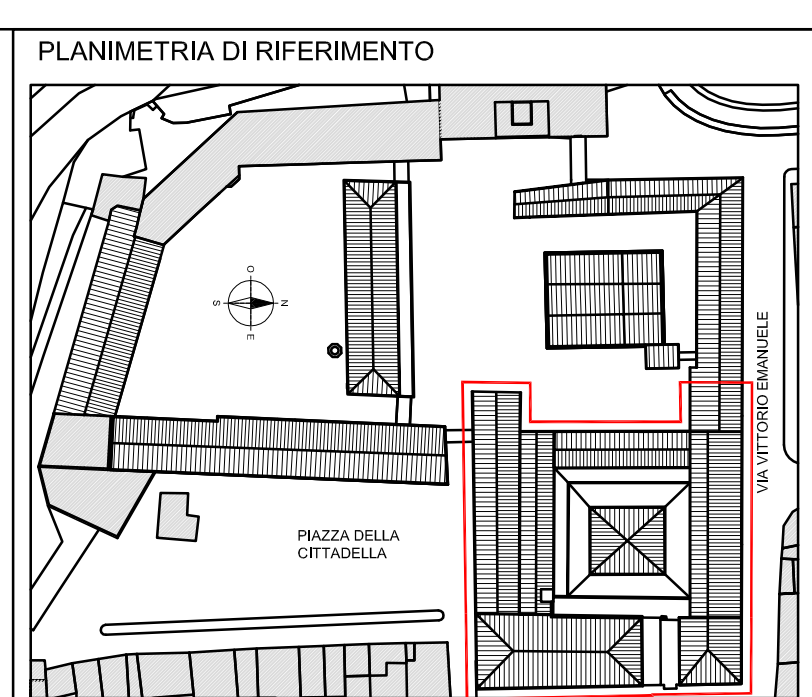 PLANIMETRIA DI RIFERIMENTO
O
S
N
E
VIA VITTORIO EMANUELE
PIAZZA DELLA
CITTADELLA